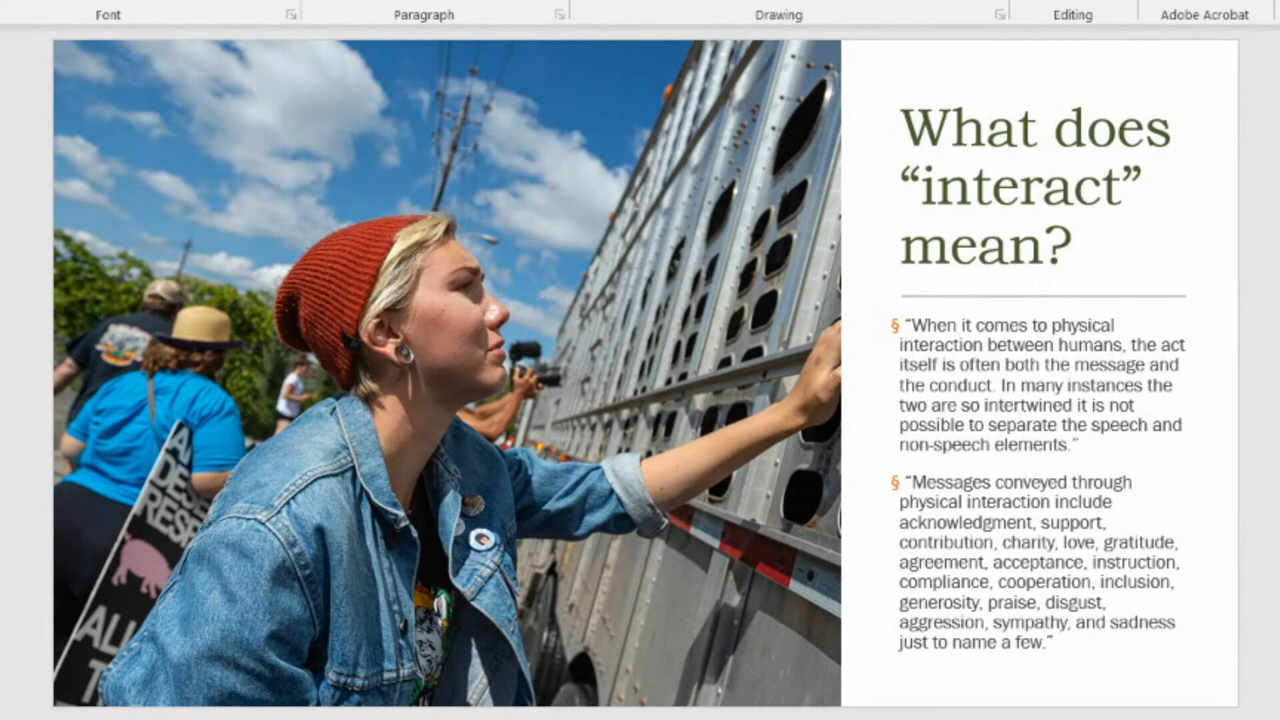 Font
Paragraph
Drawing
Editing
Adobe Acrobat
What does
“interact”
mean?
§ “When it comes to physical
interaction between humans, the act
itself is often both the message and
the conduct. In many instances the
two are so intertwined it is not
possible to separate the speech and
non-speech elements.”
§ “Messages conveyed through
physical interaction include
acknowledgment, support,
contribution, charity, love, gratitude,
agreement, acceptance, instruction,
compliance, cooperation, inclusion,
generosity, praise, disgust,
aggression, sympathy, and sadness
just to name a few.”
ALL